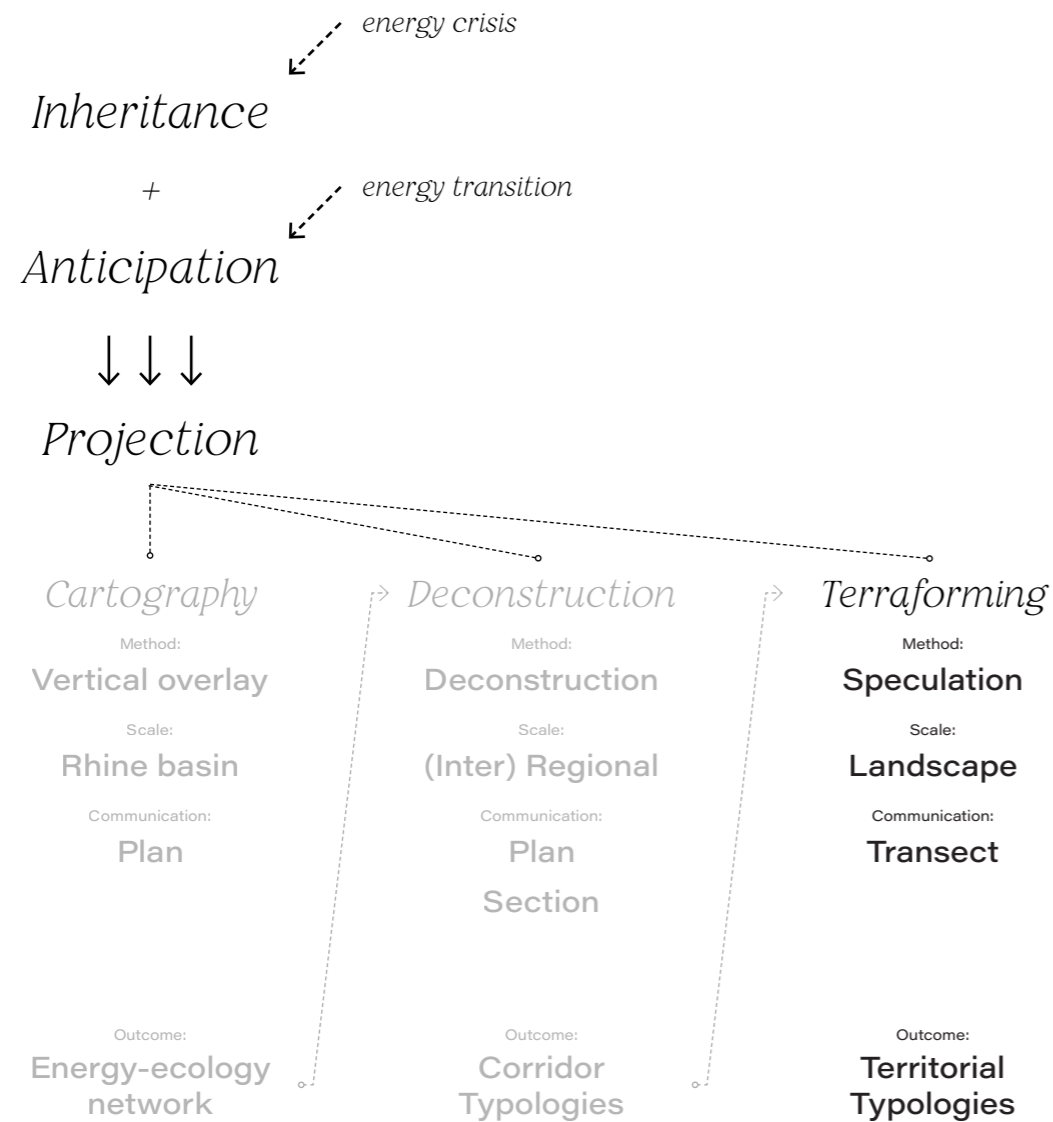 energy crisis
Inheritance
+
energy transition
Anticipation
Projection
Cartography
Method:
Vertical overlay
Scale:
Rhine basin
Communication:
Plan
Outcome:
Energy-ecology
network
Deconstruction
Method:
Deconstruction
Scale:
(Inter) Regional
Communication:
Plan
Section
Outcome:
Corridor
Typologies
Terraforming
Method:
Speculation
Scale:
Landscape
Communication:
Transect
Outcome:
Territorial
Typologies